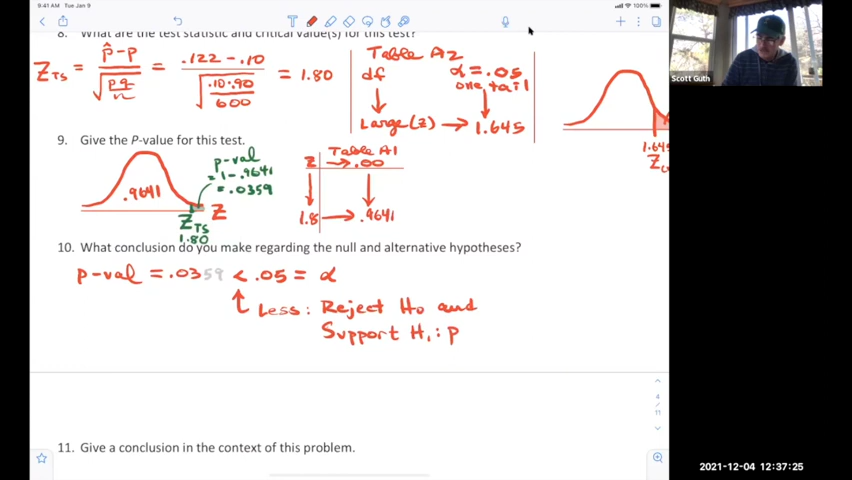 9:41 AM Tue Jan 9
100%
8. What are the test statistic and critical value(s) for this test?
Z_TS = (p̂ - p) / √(pq/n) = (.122 - .10) / √(.10·.90/600) = 1.80
Table A2
df α = .05
one tail
Large(z) → 1.645
1.645
9. Give the P-value for this test.
.9641
p-val
= 1 - .9641
= .0359
Z_TS Z
1.80
Table A1
z → .00
1.8 → .9641
10. What conclusion do you make regarding the null and alternative hypotheses?
p-val = .0359 < .05 = α
Less: Reject H₀ and
Support H₁: p
11. Give a conclusion in the context of this problem.
4
/
11
Scott Guth
2021-12-04 12:37:25